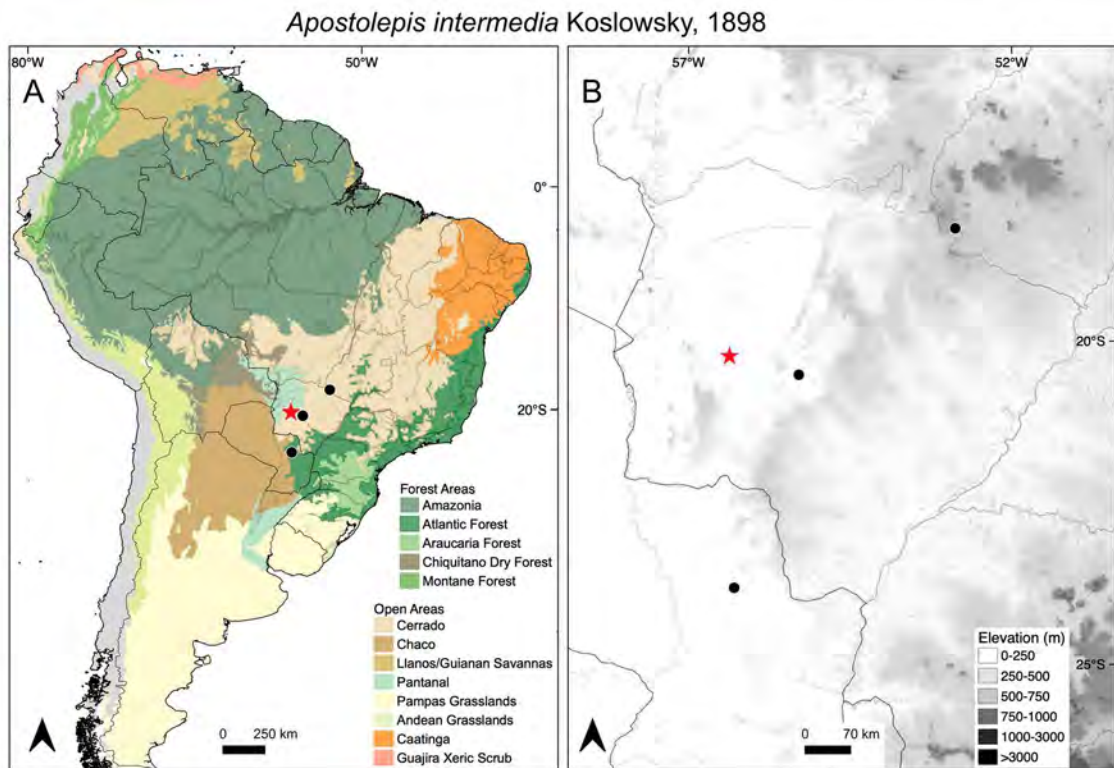 Apostolepis intermedia Koslowsky, 1898
80°W
50°W
A
0°
20°S
Forest Areas
Amazonia
Atlantic Forest
Araucaria Forest
Chiquitano Dry Forest
Montane Forest
Open Areas
Cerrado
Chaco
Llanos/Guianan Savannas
Pantanal
Pampas Grasslands
Andean Grasslands
Caatinga
Guajira Xeric Scrub
0 250 km
57°W
52°W
B
20°S
25°S
Elevation (m)
0-250
250-500
500-750
750-1000
1000-3000
>3000
0 70 km